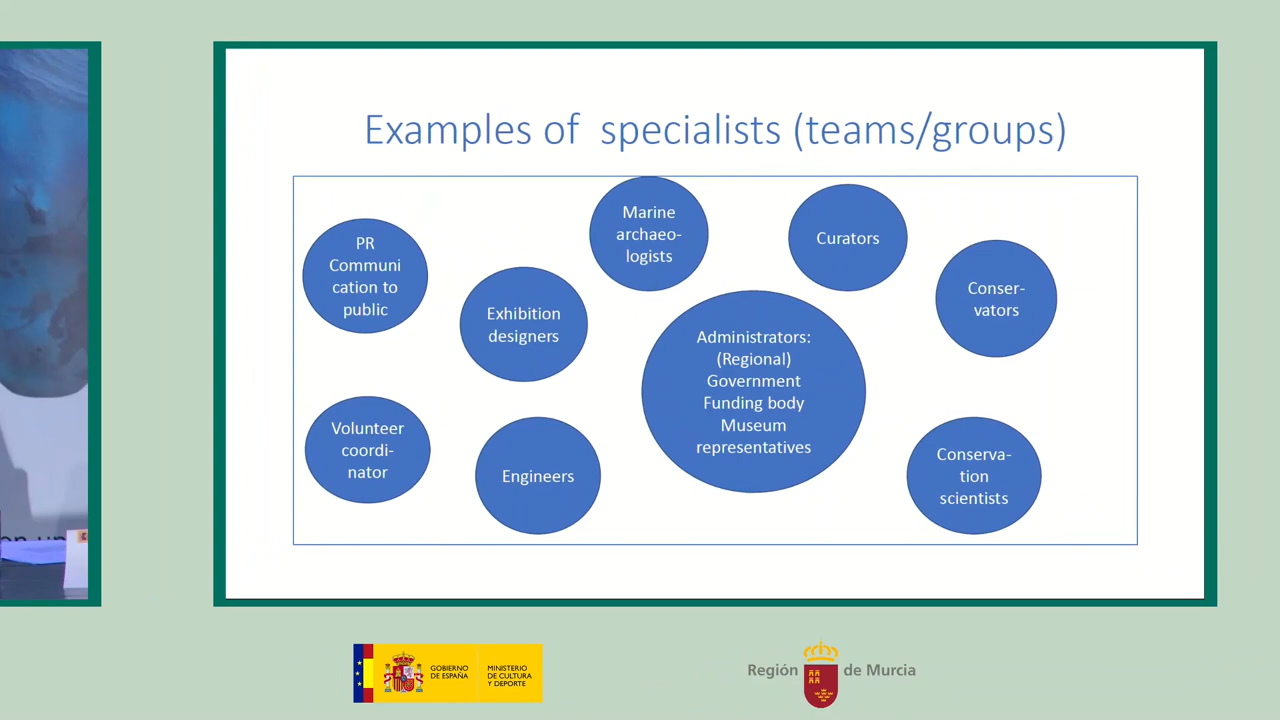 Examples of specialists (teams/groups)
PR
Communi
cation to
public
Exhibition
designers
Marine
archaeo-
logists
Curators
Conser-
vators
Administrators:
(Regional)
Government
Funding body
Museum
representatives
Volunteer
coordi-
nator
Engineers
Conserva-
tion
scientists
GOBIERNO
DE ESPAÑA
MINISTERIO
DE CULTURA
Y DEPORTE
Región de Murcia